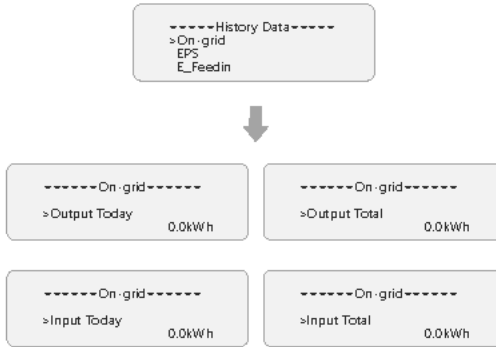 -----History Data-----
>On-grid
EPS
E_Feedin
------On-grid------
>Output Today
0.0kWh
------On-grid------
>Output Total
0.0kWh
------On-grid------
>Input Today
0.0kWh
------On-grid------
>Input Total
0.0kWh